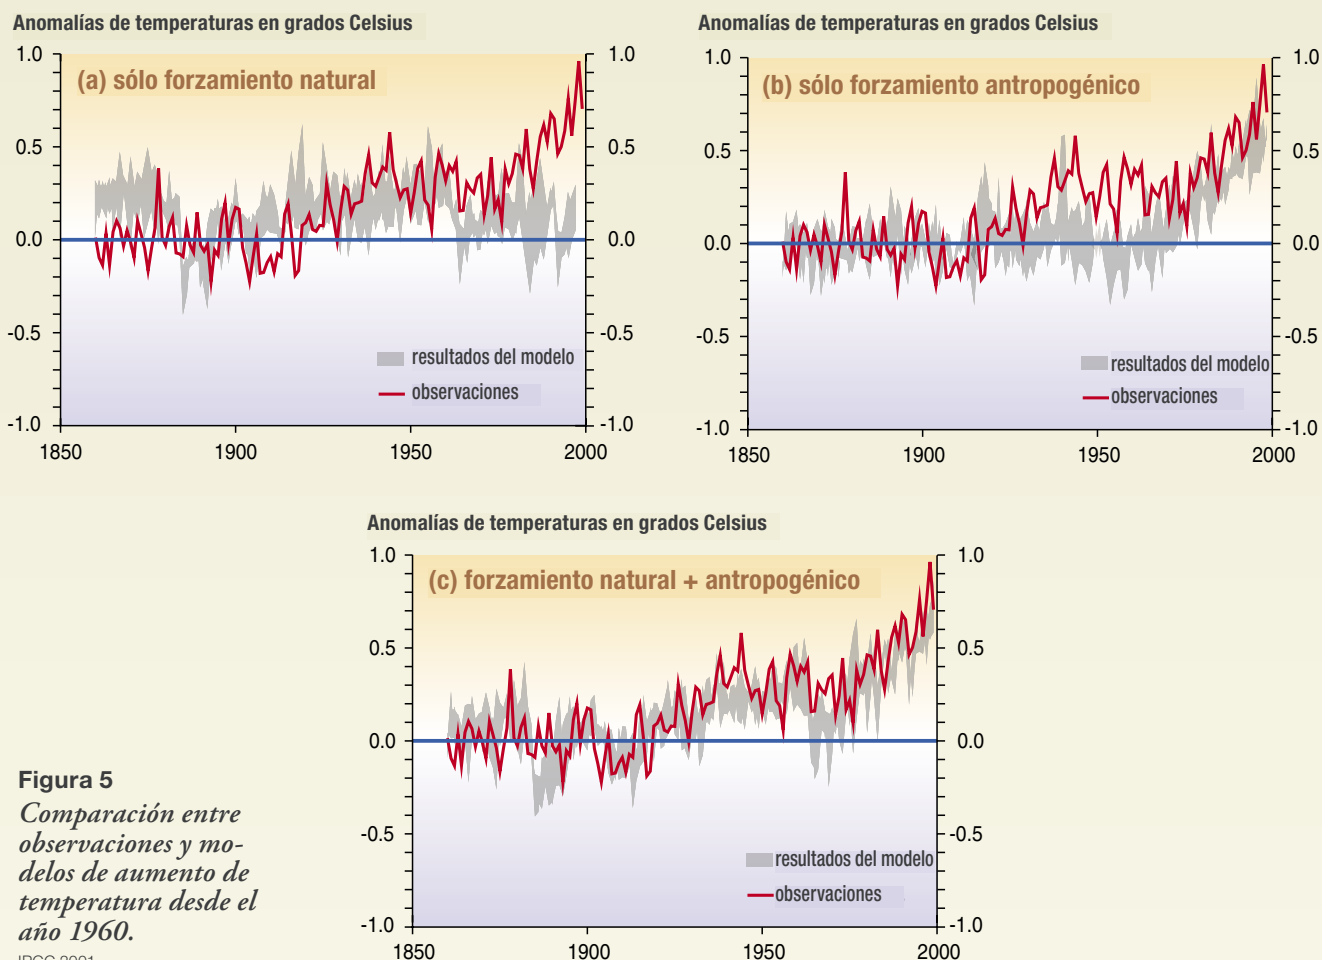 Anomalías de temperaturas en grados Celsius
(a) sólo forzamiento natural
1.0
0.5
0.0
-0.5
-1.0
1.0
0.5
0.0
-0.5
-1.0
resultados del modelo
observaciones
1850
1900
1950
2000
Anomalías de temperaturas en grados Celsius
(b) sólo forzamiento antropogénico
1.0
0.5
0.0
-0.5
-1.0
1.0
0.5
0.0
-0.5
-1.0
resultados del modelo
observaciones
1850
1900
1950
2000
Anomalías de temperaturas en grados Celsius
(c) forzamiento natural + antropogénico
1.0
0.5
0.0
-0.5
-1.0
1.0
0.5
0.0
-0.5
-1.0
resultados del modelo
observaciones
1850
1900
1950
2000
Figura 5
Comparación entre
observaciones y mo-
delos de aumento de
temperatura desde el
año 1960.
IPCC 2001